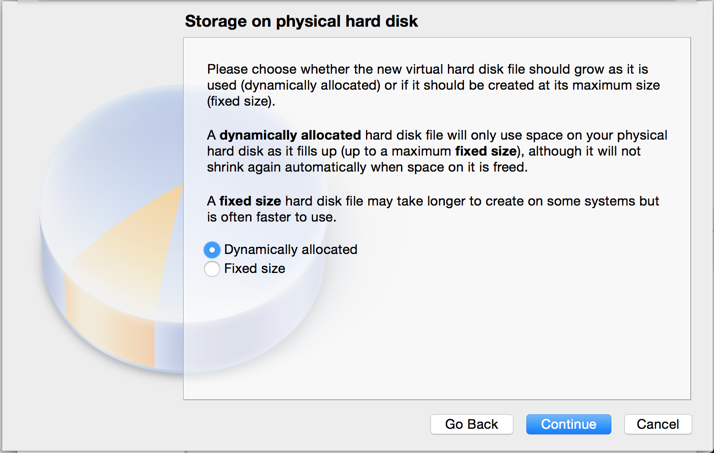 Storage on physical hard disk
Please choose whether the new virtual hard disk file should grow as it is
used (dynamically allocated) or if it should be created at its maximum size
(fixed size).
A dynamically allocated hard disk file will only use space on your physical
hard disk as it fills up (up to a maximum fixed size), although it will not
shrink again automatically when space on it is freed.
A fixed size hard disk file may take longer to create on some systems but
is often faster to use.
Dynamically allocated
Fixed size
Go Back
Continue
Cancel